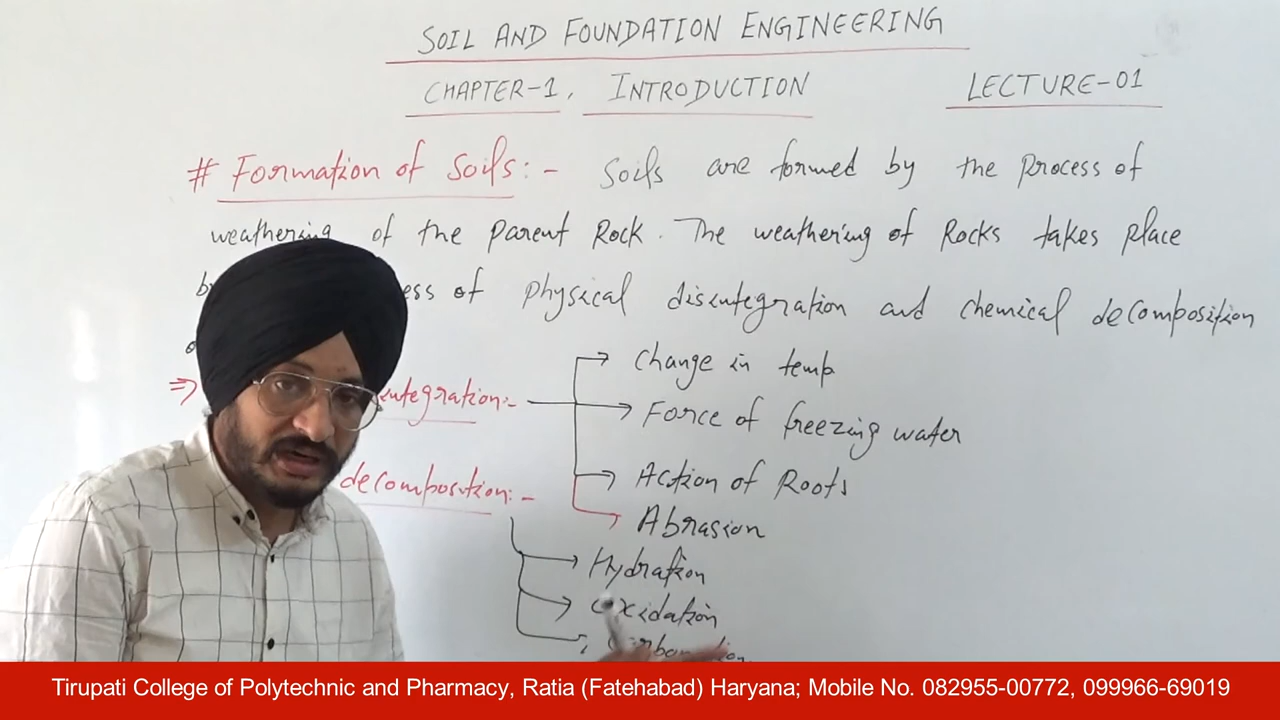 SOIL AND FOUNDATION ENGINEERING
CHAPTER-1, INTRODUCTION LECTURE-01
# Formation of Soils:- Soils are formed by the Process of
weathering of the Parent Rock. The weathering of Rocks takes place
of physical disintegration and chemical decomposition
⇒
Change in temp
Force of freezing water
decomposition:-
Action of Roots
Abrasion
Hydration
Oxidation
Tirupati College of Polytechnic and Pharmacy, Ratia (Fatehabad) Haryana; Mobile No. 082955-00772, 099966-69019